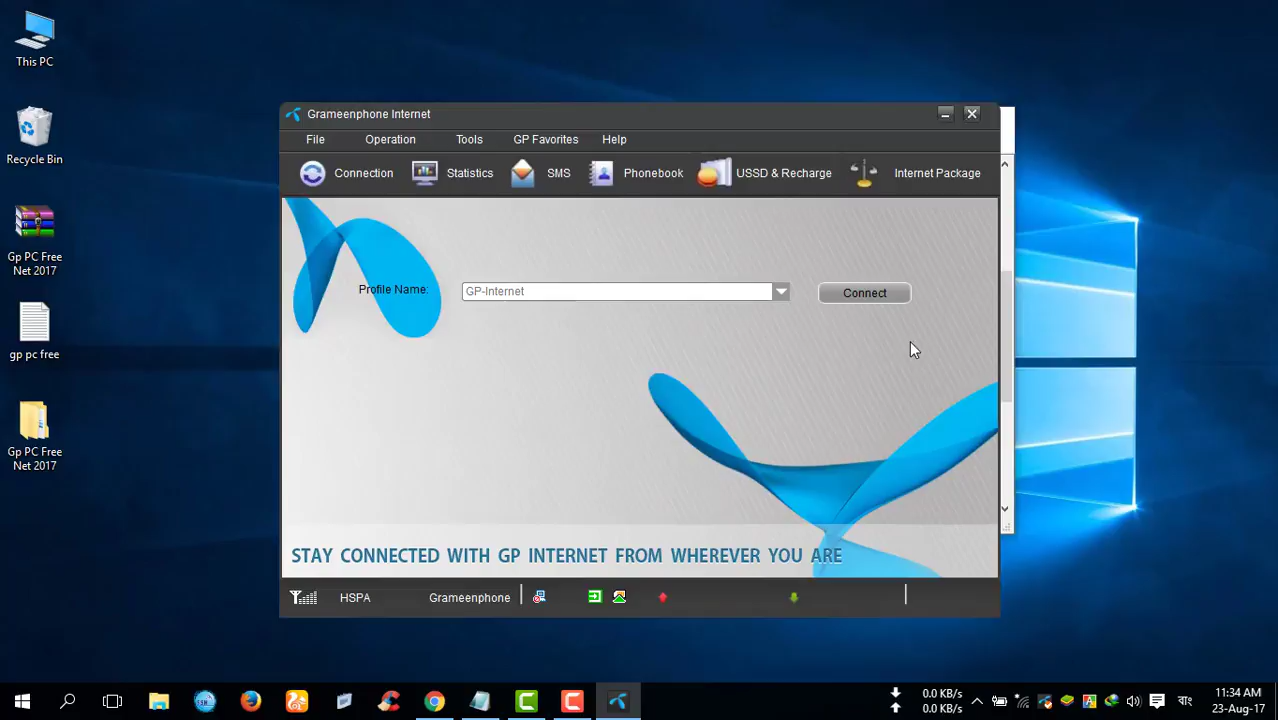 This PC
Recycle Bin
Gp PC Free
Net 2017
gp pc free
Gp PC Free
Net 2017
Grameenphone Internet
File Operation Tools GP Favorites Help
Connection Statistics SMS Phonebook USSD & Recharge Internet Package
Profile Name: GP-Internet Connect
STAY CONNECTED WITH GP INTERNET FROM WHEREVER YOU ARE
HSPA Grameenphone
0.0 KB/s
0.0 KB/s
বাং
11:34 AM
23-Aug-17